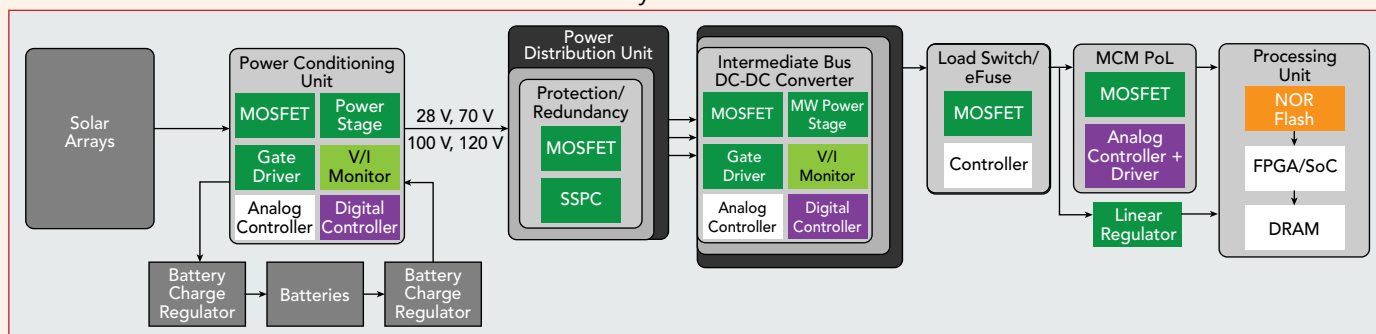 Solar
Arrays
Power Conditioning
Unit
MOSFET
Power
Stage
Gate
Driver
V/I
Monitor
Analog
Controller
Digital
Controller
Battery
Charge
Regulator
Batteries
Battery
Charge
Regulator
28 V, 70 V
100 V, 120 V
Power
Distribution Unit
Protection/
Redundancy
MOSFET
SSPC
Intermediate Bus
DC-DC Converter
MOSFET
MW Power
Stage
Gate
Driver
V/I
Monitor
Analog
Controller
Digital
Controller
Load Switch/
eFuse
MOSFET
Controller
MCM PoL
MOSFET
Analog
Controller +
Driver
Linear
Regulator
Processing
Unit
NOR
Flash
FPGA/SoC
DRAM